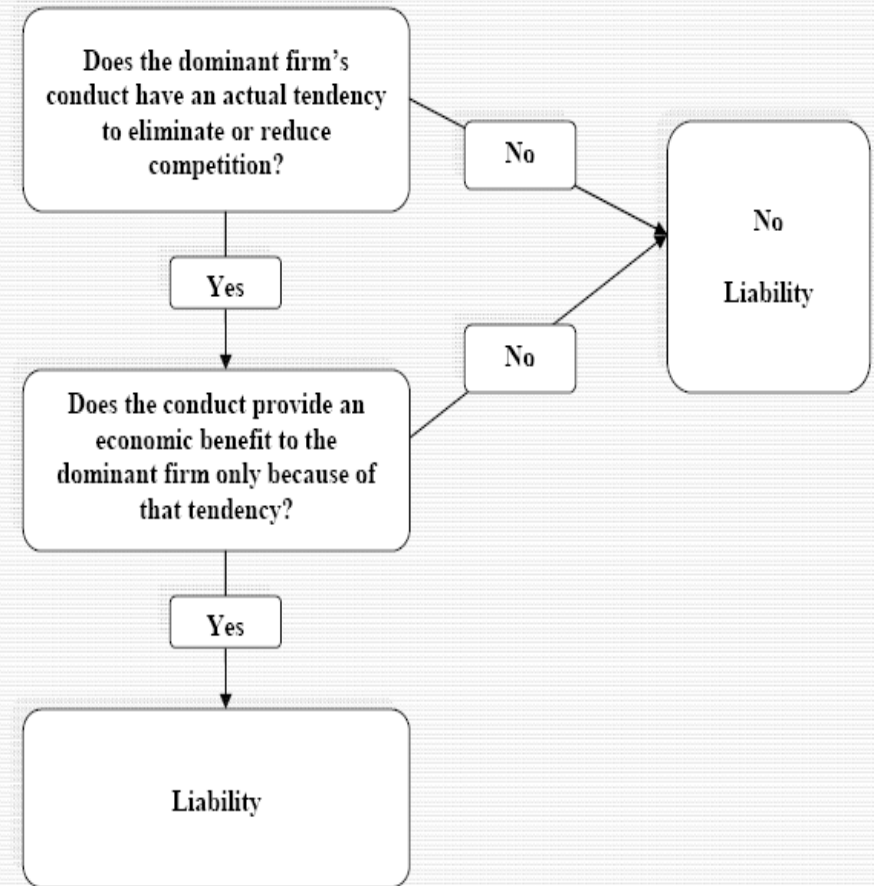 Does the dominant firm’s
conduct have an actual tendency
to eliminate or reduce
competition?
No
No
Liability
Yes
No
Does the conduct provide an
economic benefit to the
dominant firm only because of
that tendency?
Yes
Liability